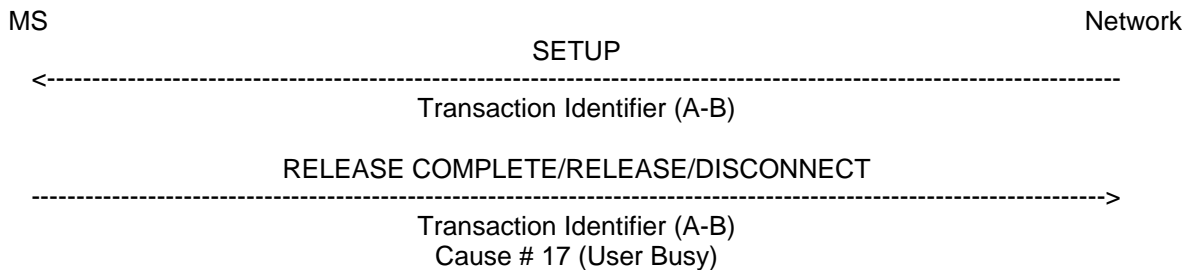 MS Network
SETUP
<------------------------------------------------------------------------------------------------------------------------
Transaction Identifier (A-B)
RELEASE COMPLETE/RELEASE/DISCONNECT
------------------------------------------------------------------------------------------------------------------------>
Transaction Identifier (A-B)
Cause # 17 (User Busy)